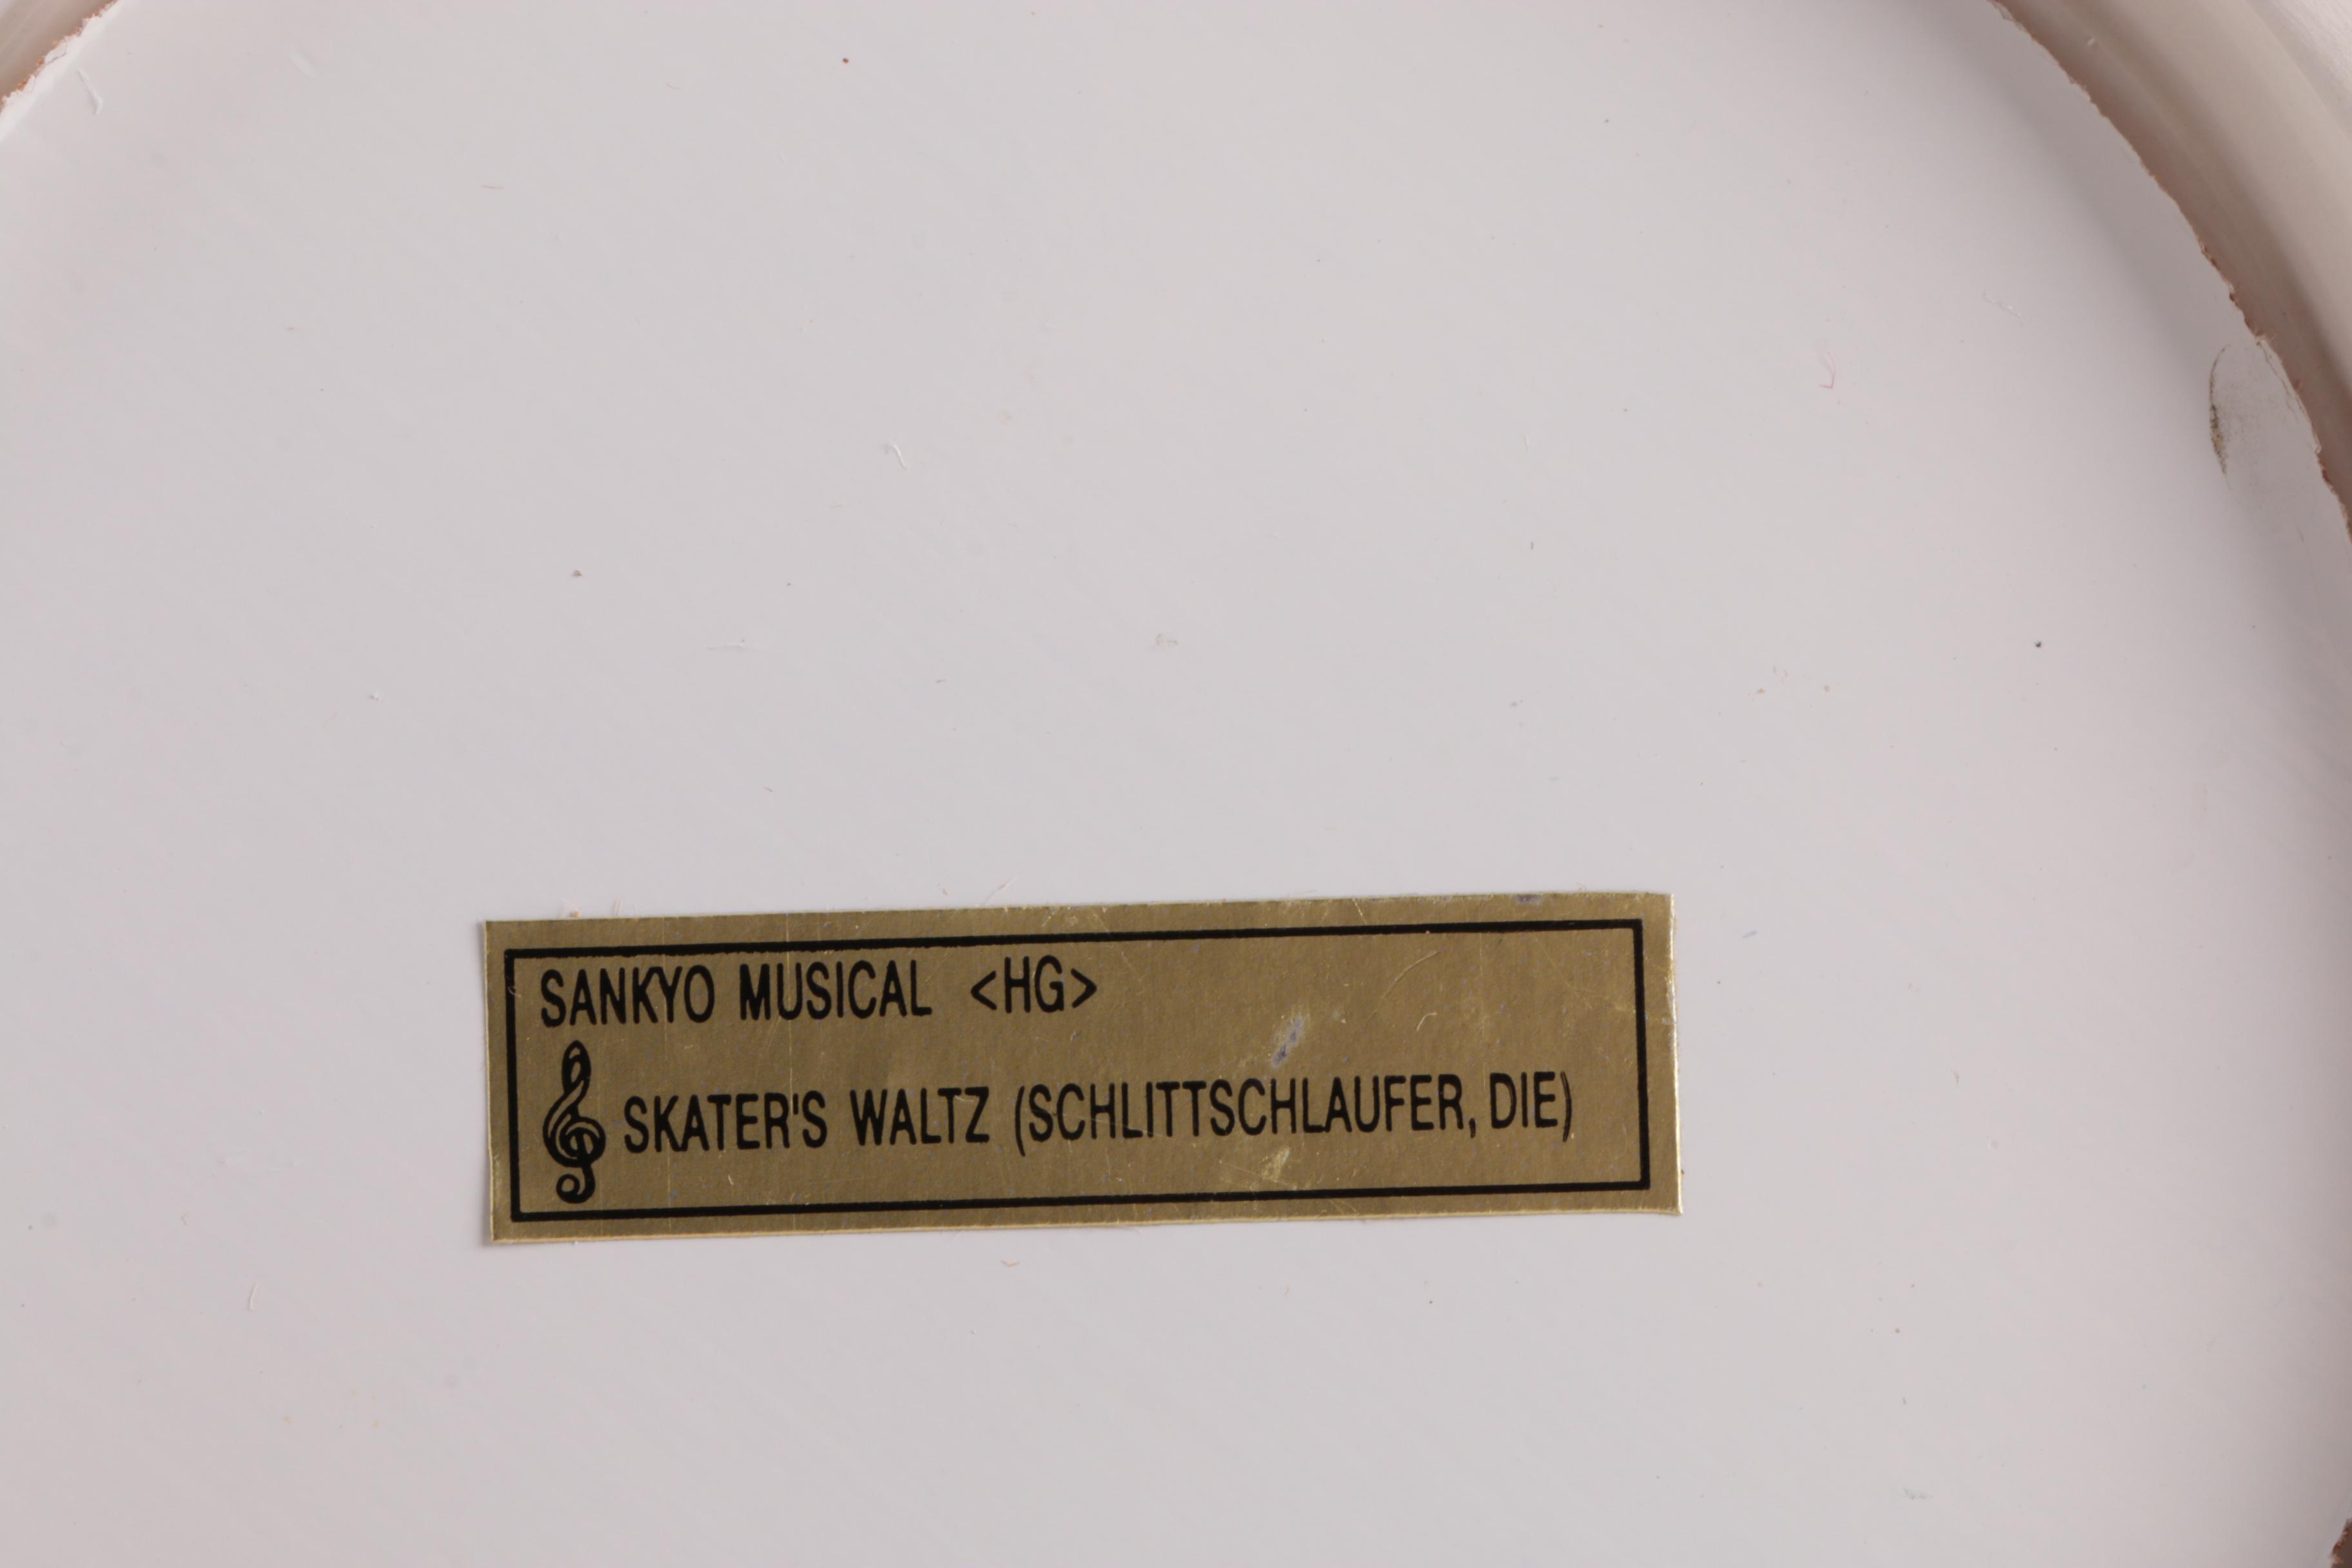 SANKYO MUSICAL <HG>
SKATER'S WALTZ (SCHLITTSCHLAUFER, DIE)